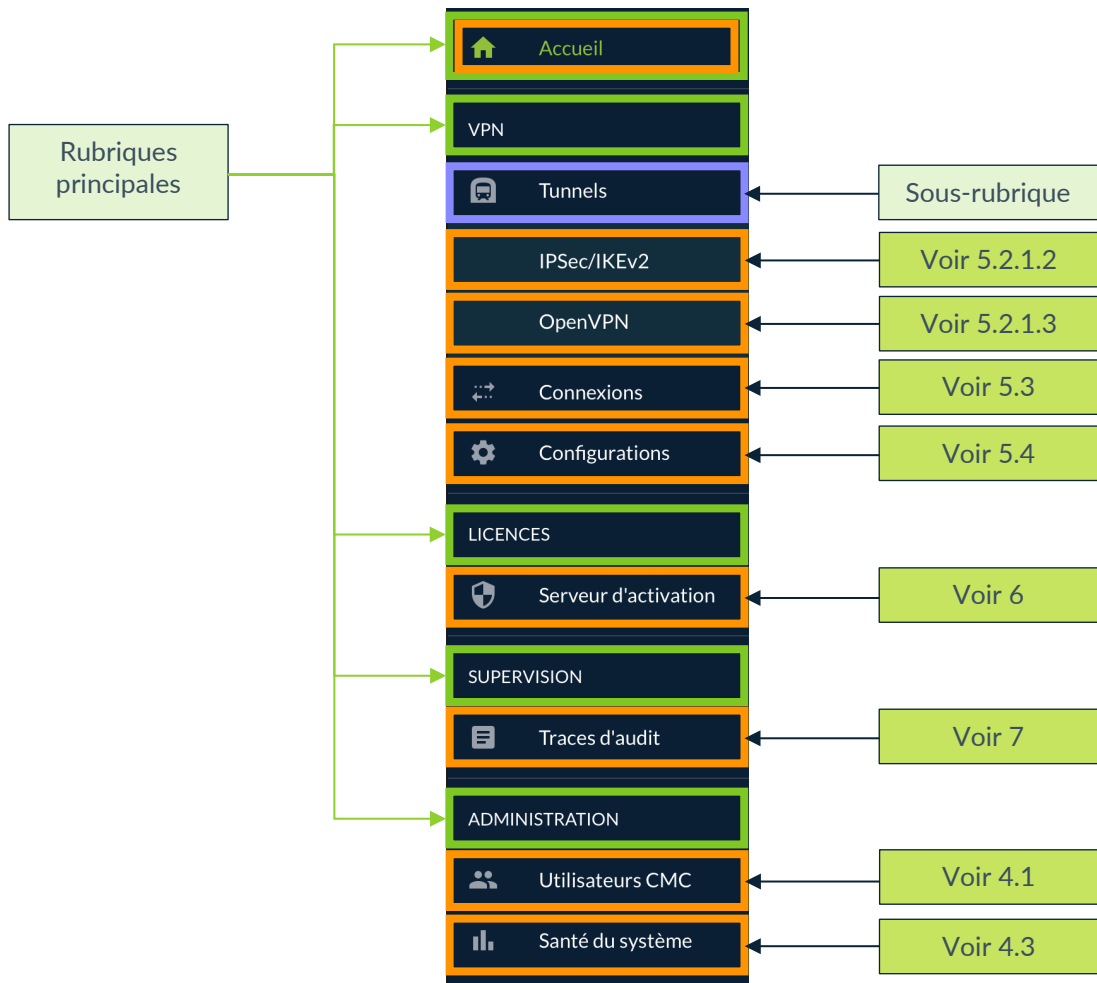 Accueil
VPN
Rubriques
principales
Tunnels
Sous-rubrique
IPSec/IKEv2
Voir 5.2.1.2
OpenVPN
Voir 5.2.1.3
Connexions
Voir 5.3
Configurations
Voir 5.4
LICENCES
Serveur d'activation
Voir 6
SUPERVISION
Traces d'audit
Voir 7
ADMINISTRATION
Utilisateurs CMC
Voir 4.1
Santé du système
Voir 4.3